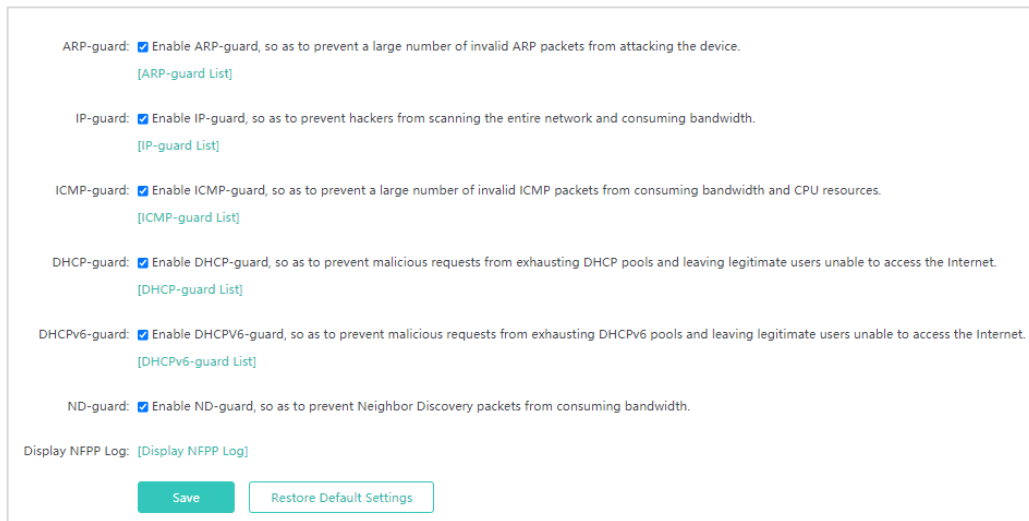 ARP-guard: Enable ARP-guard, so as to prevent a large number of invalid ARP packets from attacking the device.
[ARP-guard List]
IP-guard: Enable IP-guard, so as to prevent hackers from scanning the entire network and consuming bandwidth.
[IP-guard List]
ICMP-guard: Enable ICMP-guard, so as to prevent a large number of invalid ICMP packets from consuming bandwidth and CPU resources.
[ICMP-guard List]
DHCP-guard: Enable DHCP-guard, so as to prevent malicious requests from exhausting DHCP pools and leaving legitimate users unable to access the Internet.
[DHCP-guard List]
DHCPv6-guard: Enable DHCPV6-guard, so as to prevent malicious requests from exhausting DHCPv6 pools and leaving legitimate users unable to access the Internet.
[DHCPv6-guard List]
ND-guard: Enable ND-guard, so as to prevent Neighbor Discovery packets from consuming bandwidth.
Display NFPP Log: [Display NFPP Log]
Save Restore Default Settings